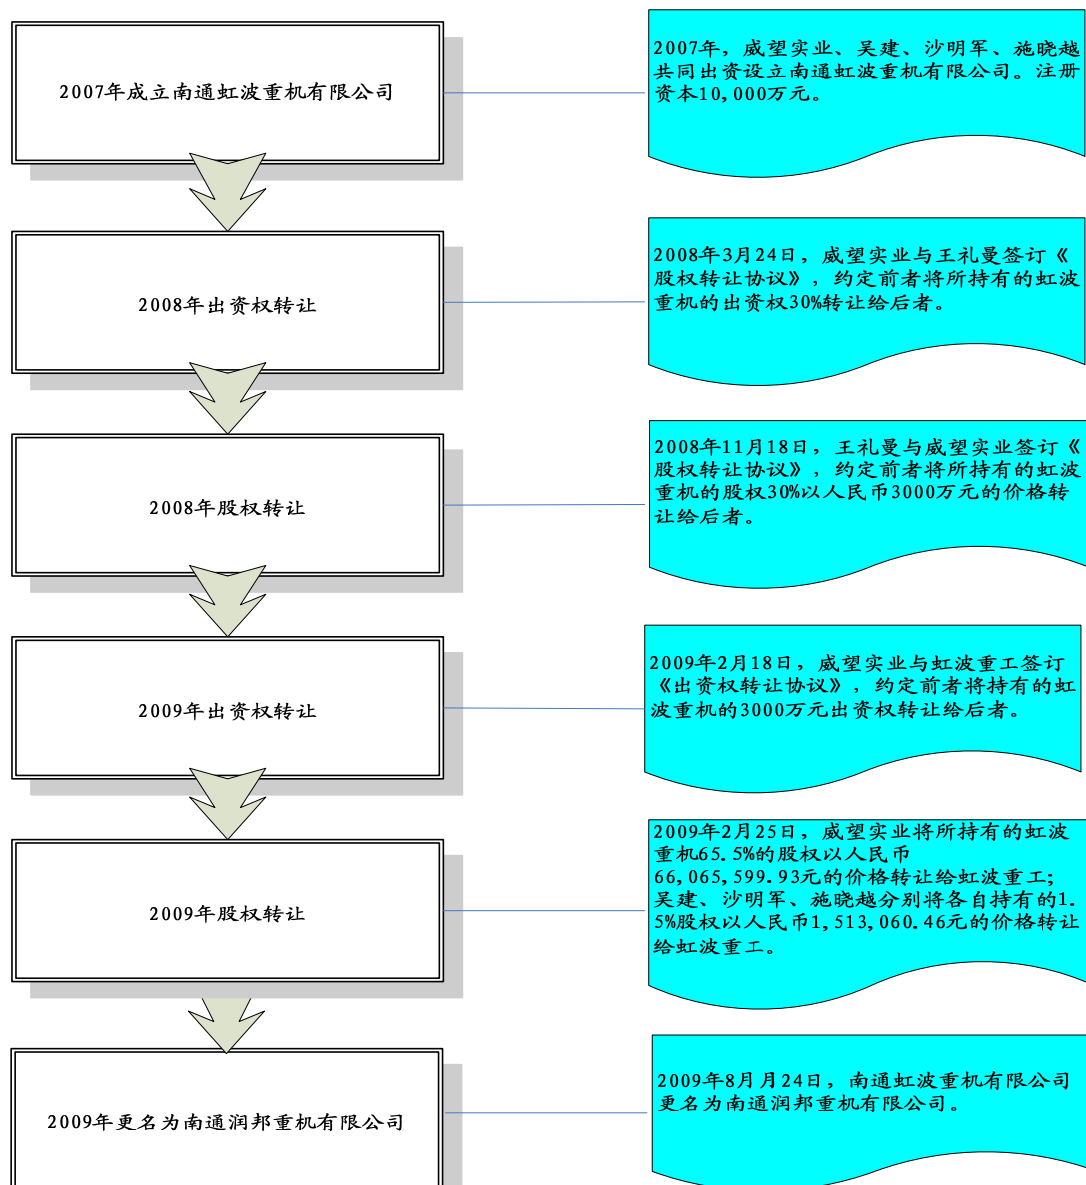 2007年成立南通虹波重机有限公司
2007年，威望实业、吴建、沙明军、施晓越
共同出资设立南通虹波重机有限公司。注册
资本10,000万元。
2008年出资权转让
2008年3月24日，威望实业与王礼曼签订《
股权转让协议》，约定前者将所持有的虹波
重机的出资权30%转让给后者。
2008年股权转让
2008年11月18日，王礼曼与威望实业签订《
股权转让协议》，约定前者将所持有的虹波
重机的股权30%以人民币3000万元的价格转
让给后者。
2009年出资权转让
2009年2月18日，威望实业与虹波重工签订
《出资权转让协议》，约定前者将持有的虹
波重机的3000万元出资权转让给后者。
2009年股权转让
2009年2月25日，威望实业将所持有的虹波
重机65.5%的股权以人民币
66,065,599.93元的价格转让给虹波重工；
吴建、沙明军、施晓越分别将各自持有的1.
5%股权以人民币1,513,060.46元的价格转让
给虹波重工。
2009年更名为南通润邦重机有限公司
2009年8月月24日，南通虹波重机有限公司
更名为南通润邦重机有限公司。